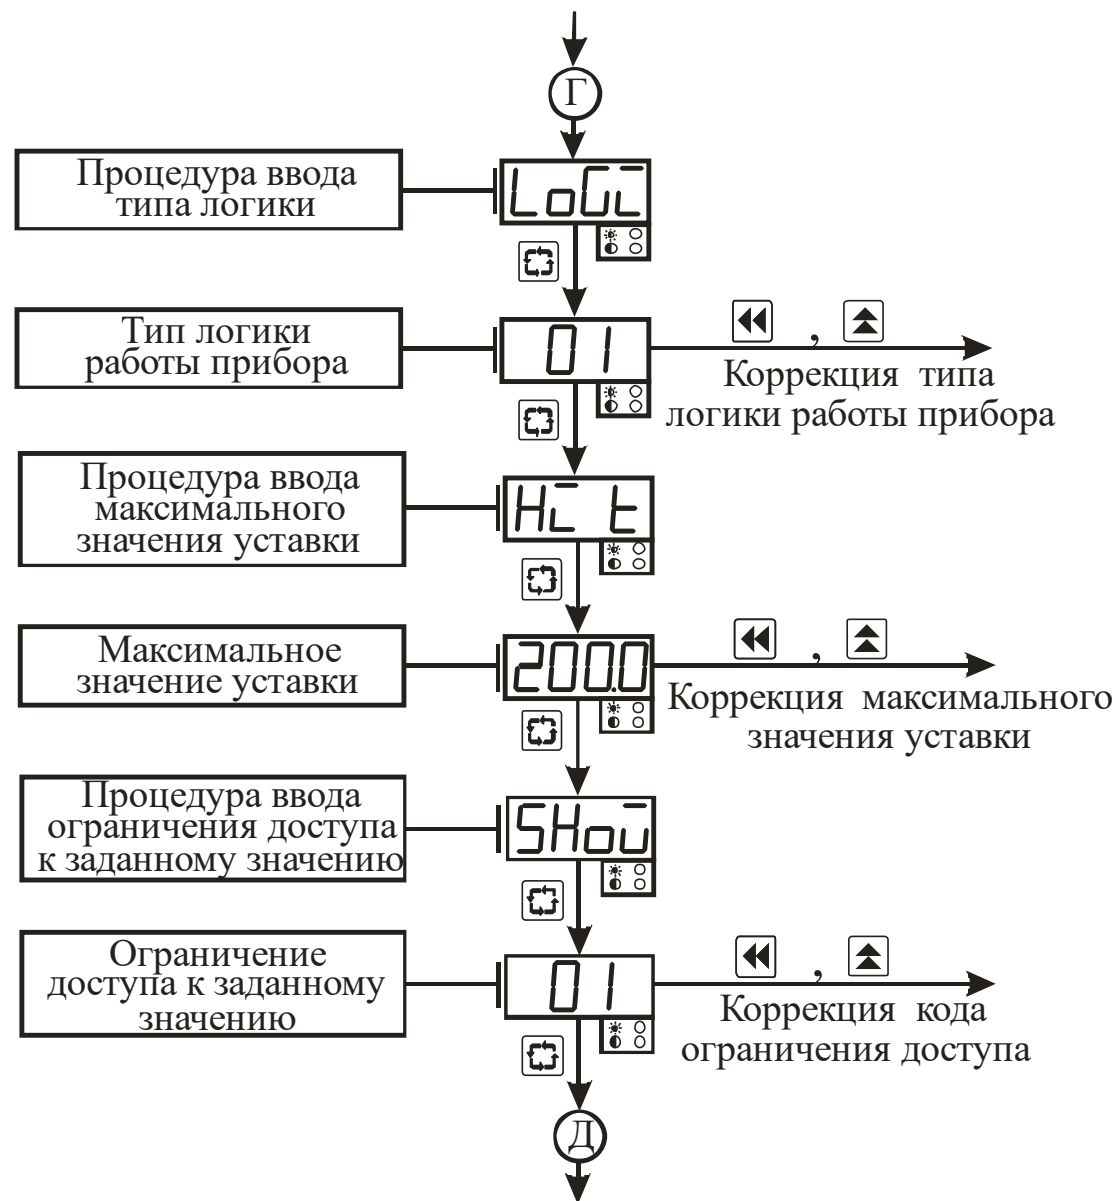 Г
Процедура ввода
типа логики
LoGi
Тип логики
работы прибора
01
,
Коррекция типа
логики работы прибора
Процедура ввода
максимального
значения уставки
Hi t
Максимальное
значение уставки
200.0
,
Коррекция максимального
значения уставки
Процедура ввода
ограничения доступа
к заданному значению
SHou
Ограничение
доступа к заданному
значению
01
,
Коррекция кода
ограничения доступа
Д